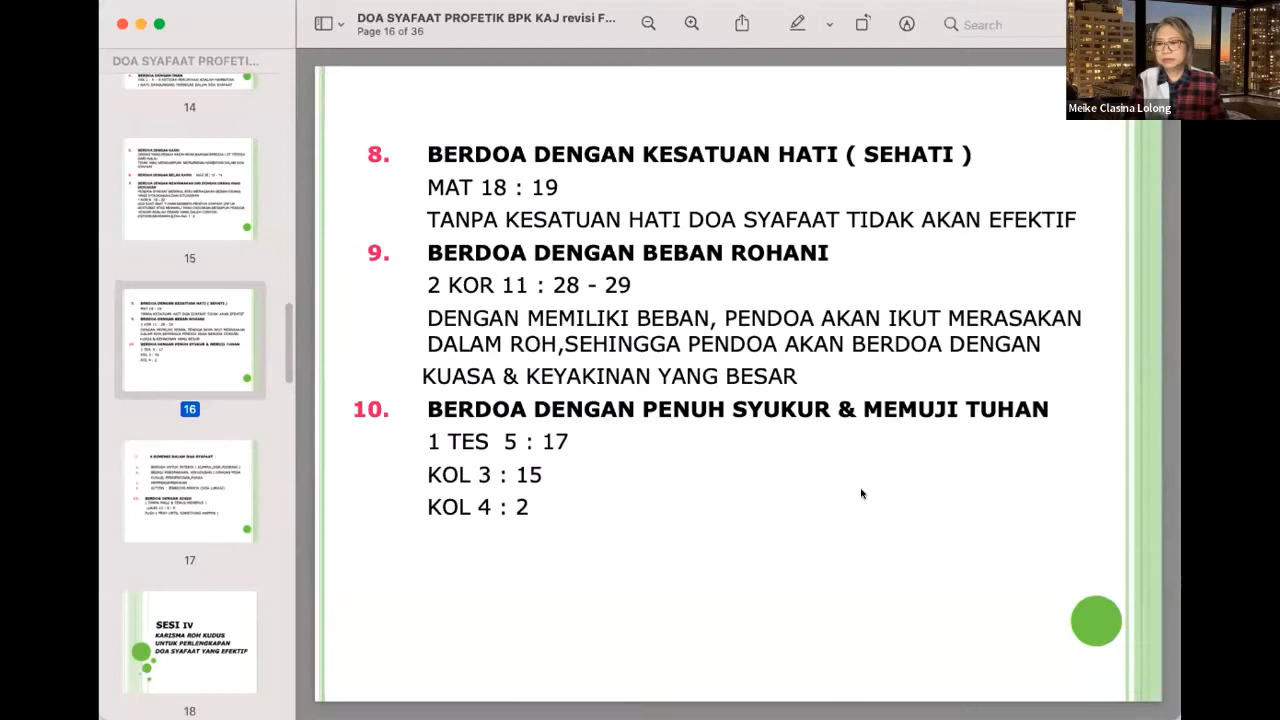 DOA SYAFAAT PROFETIK BPK KAJ revisi F...
Page 16 of 36
Search
Meike Clasina Lolong
DOA SYAFAAT PROFETI...
14
15
16
17
SESI IV
KARISMA ROH KUDUS
UNTUK PERLENGKAPAN
DOA SYAFAAT YANG EFEKTIF
18
8. BERDOA DENGAN KESATUAN HATI ( SEHATI )
MAT 18 : 19
TANPA KESATUAN HATI DOA SYAFAAT TIDAK AKAN EFEKTIF
9. BERDOA DENGAN BEBAN ROHANI
2 KOR 11 : 28 - 29
DENGAN MEMILIKI BEBAN, PENDOA AKAN IKUT MERASAKAN
DALAM ROH,SEHINGGA PENDOA AKAN BERDOA DENGAN
KUASA & KEYAKINAN YANG BESAR
10. BERDOA DENGAN PENUH SYUKUR & MEMUJI TUHAN
1 TES 5 : 17
KOL 3 : 15
KOL 4 : 2